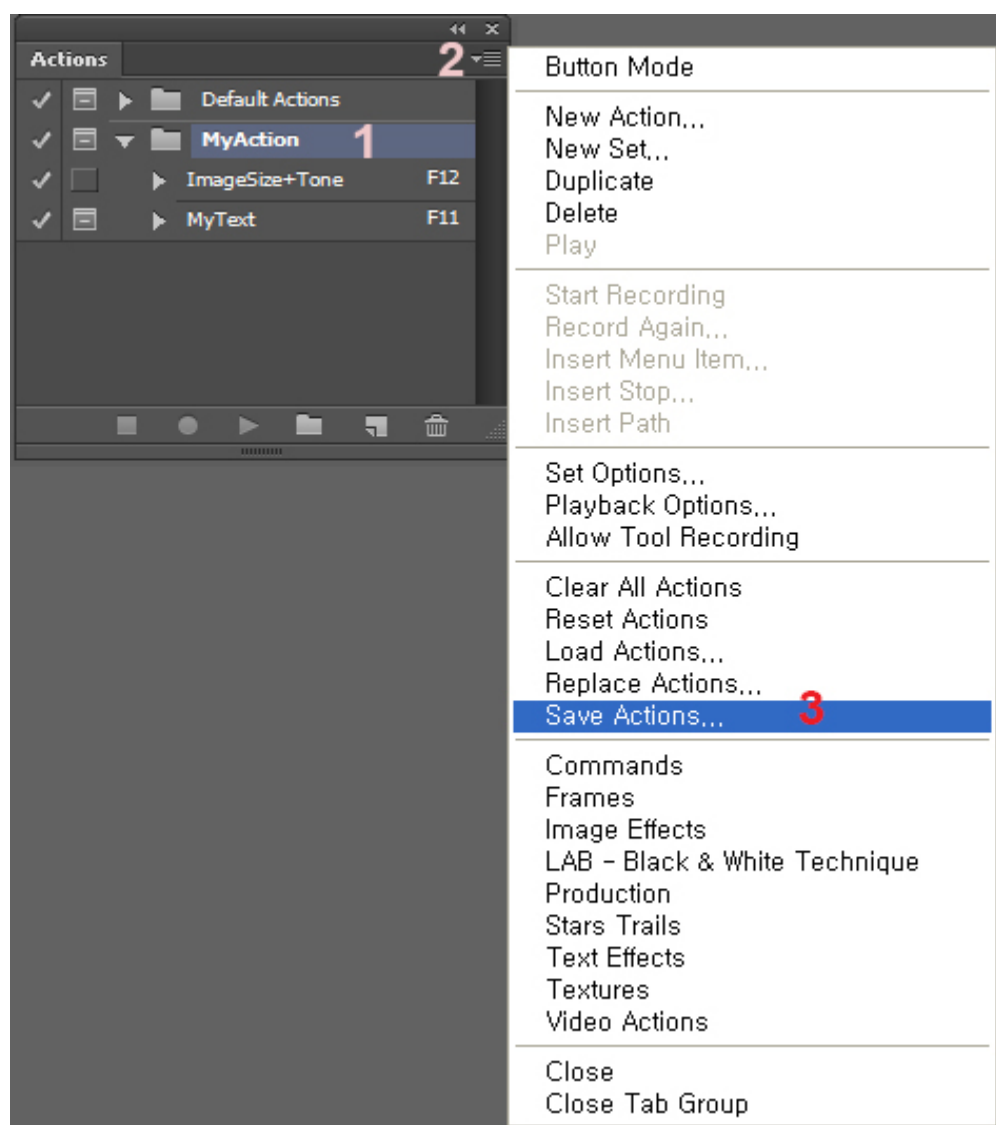 Actions
2
Default Actions
MyAction 1
ImageSize+Tone F12
MyText F11
Button Mode
New Action...
New Set...
Duplicate
Delete
Play
Start Recording
Record Again...
Insert Menu Item...
Insert Stop...
Insert Path
Set Options...
Playback Options...
Allow Tool Recording
Clear All Actions
Reset Actions
Load Actions...
Replace Actions...
Save Actions... 3
Commands
Frames
Image Effects
LAB - Black & White Technique
Production
Stars Trails
Text Effects
Textures
Video Actions
Close
Close Tab Group